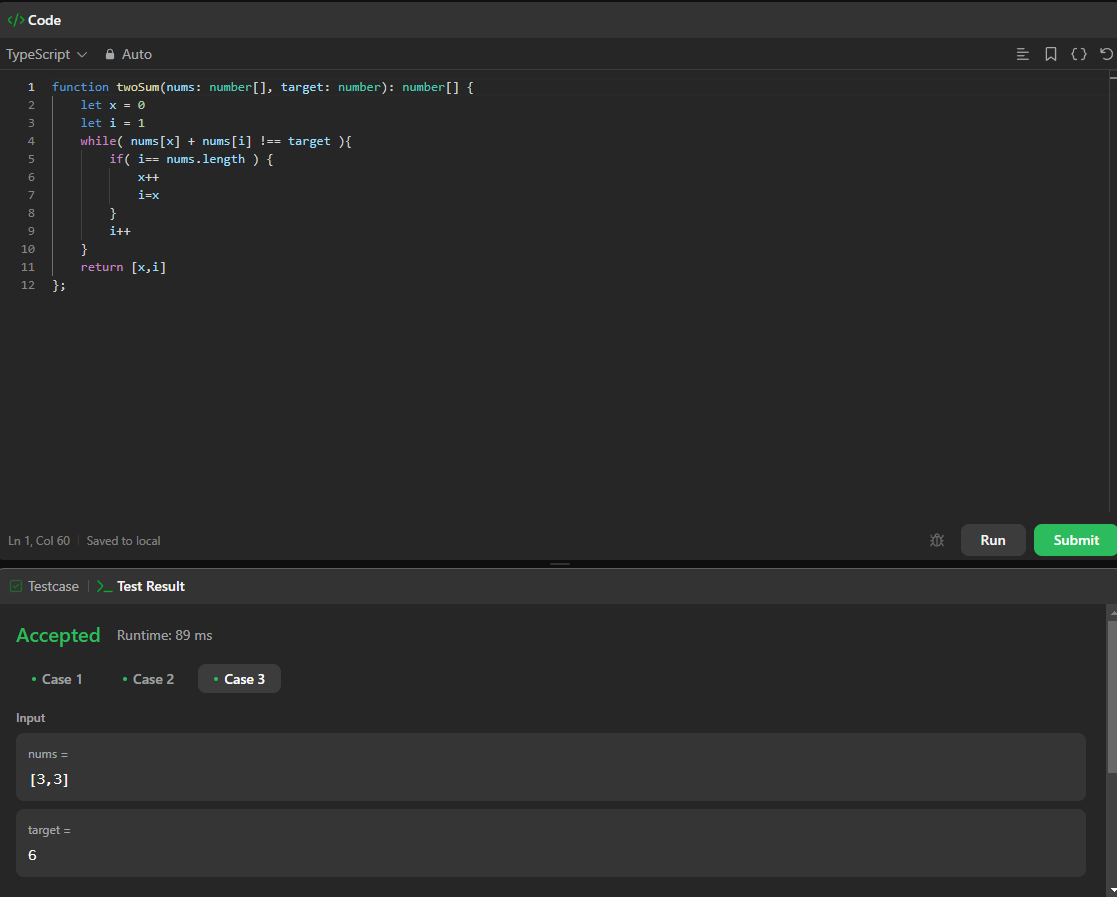 </> Code
TypeScript Auto
1 function twoSum(nums: number[], target: number): number[] {
2 let x = 0
3 let i = 1
4 while( nums[x] + nums[i] !== target ){
5 if( i== nums.length ) {
6 x++
7 i=x
8 }
9 i++
10 }
11 return [x,i]
12 };
Ln 1, Col 60 | Saved to local
Run
Submit
Testcase | >_ Test Result
Accepted Runtime: 89 ms
• Case 1 • Case 2 • Case 3
Input
nums =
[3,3]
target =
6